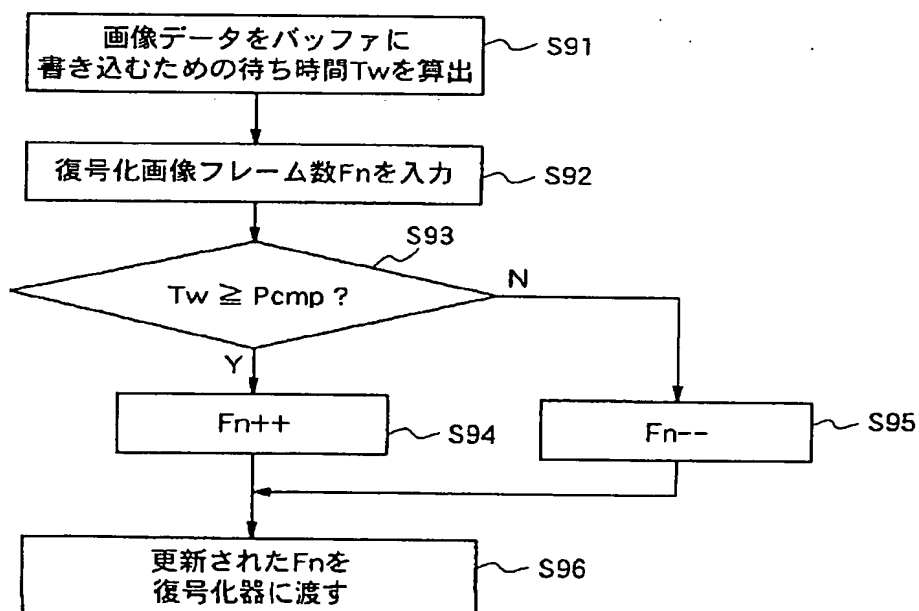 画像データをバッファに
書き込むための待ち時間Twを算出
S91
復号化画像フレーム数Fnを入力
S92
S93
Tw ≧ Pcmp ?
N
Y
Fn++
S94
Fn--
S95
更新されたFnを
復号化器に渡す
S96